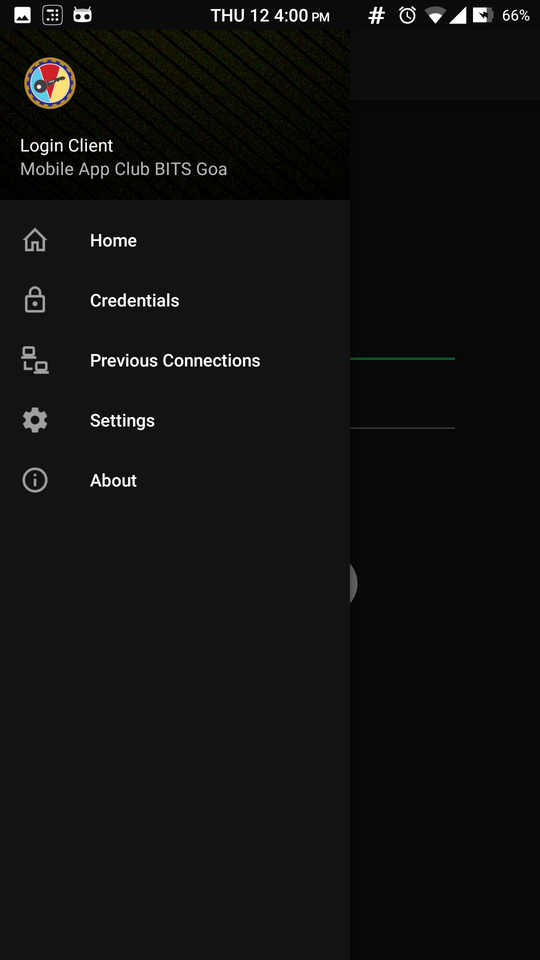 THU 12 4:00 PM
66%
Login Client
Mobile App Club BITS Goa
Home
Credentials
Previous Connections
Settings
About